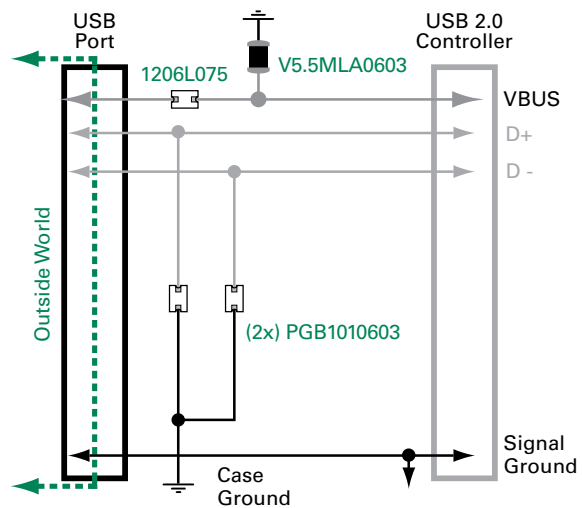 USB
Port
USB 2.0
Controller
1206L075
V5.5MLA0603
VBUS
D+
D -
Outside World
(2x) PGB1010603
Signal
Ground
Case
Ground